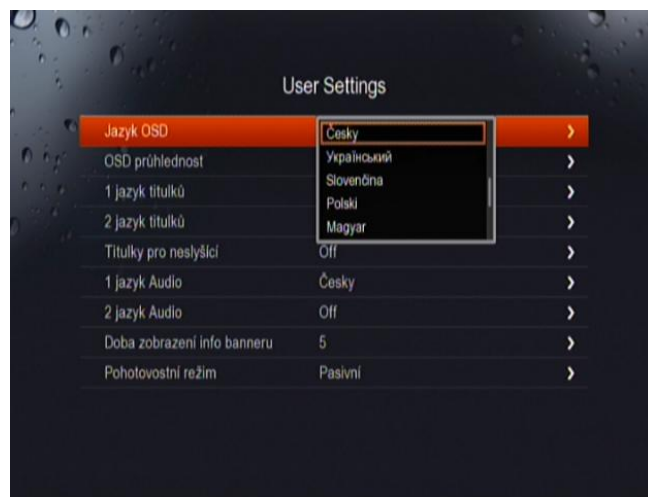 User Settings
Jazyk OSD
Česky
Український
OSD průhlednost
Slovenčina
1 jazyk titulků
Polski
2 jazyk titulků
Magyar
Titulky pro neslyšící Off
1 jazyk Audio Česky
2 jazyk Audio Off
Doba zobrazení info banneru 5
Pohotovostní režim Pasivní